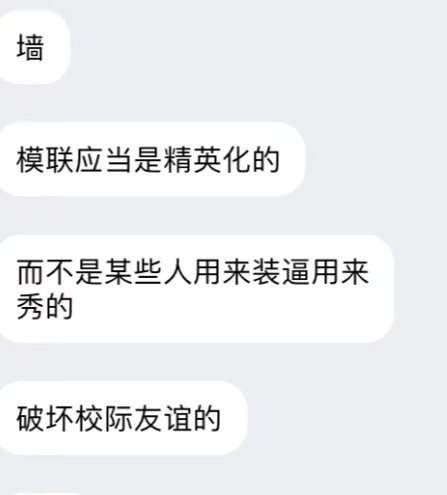 墙
模联应当是精英化的
而不是某些人用来装逼用来
秀的
破坏校际友谊的